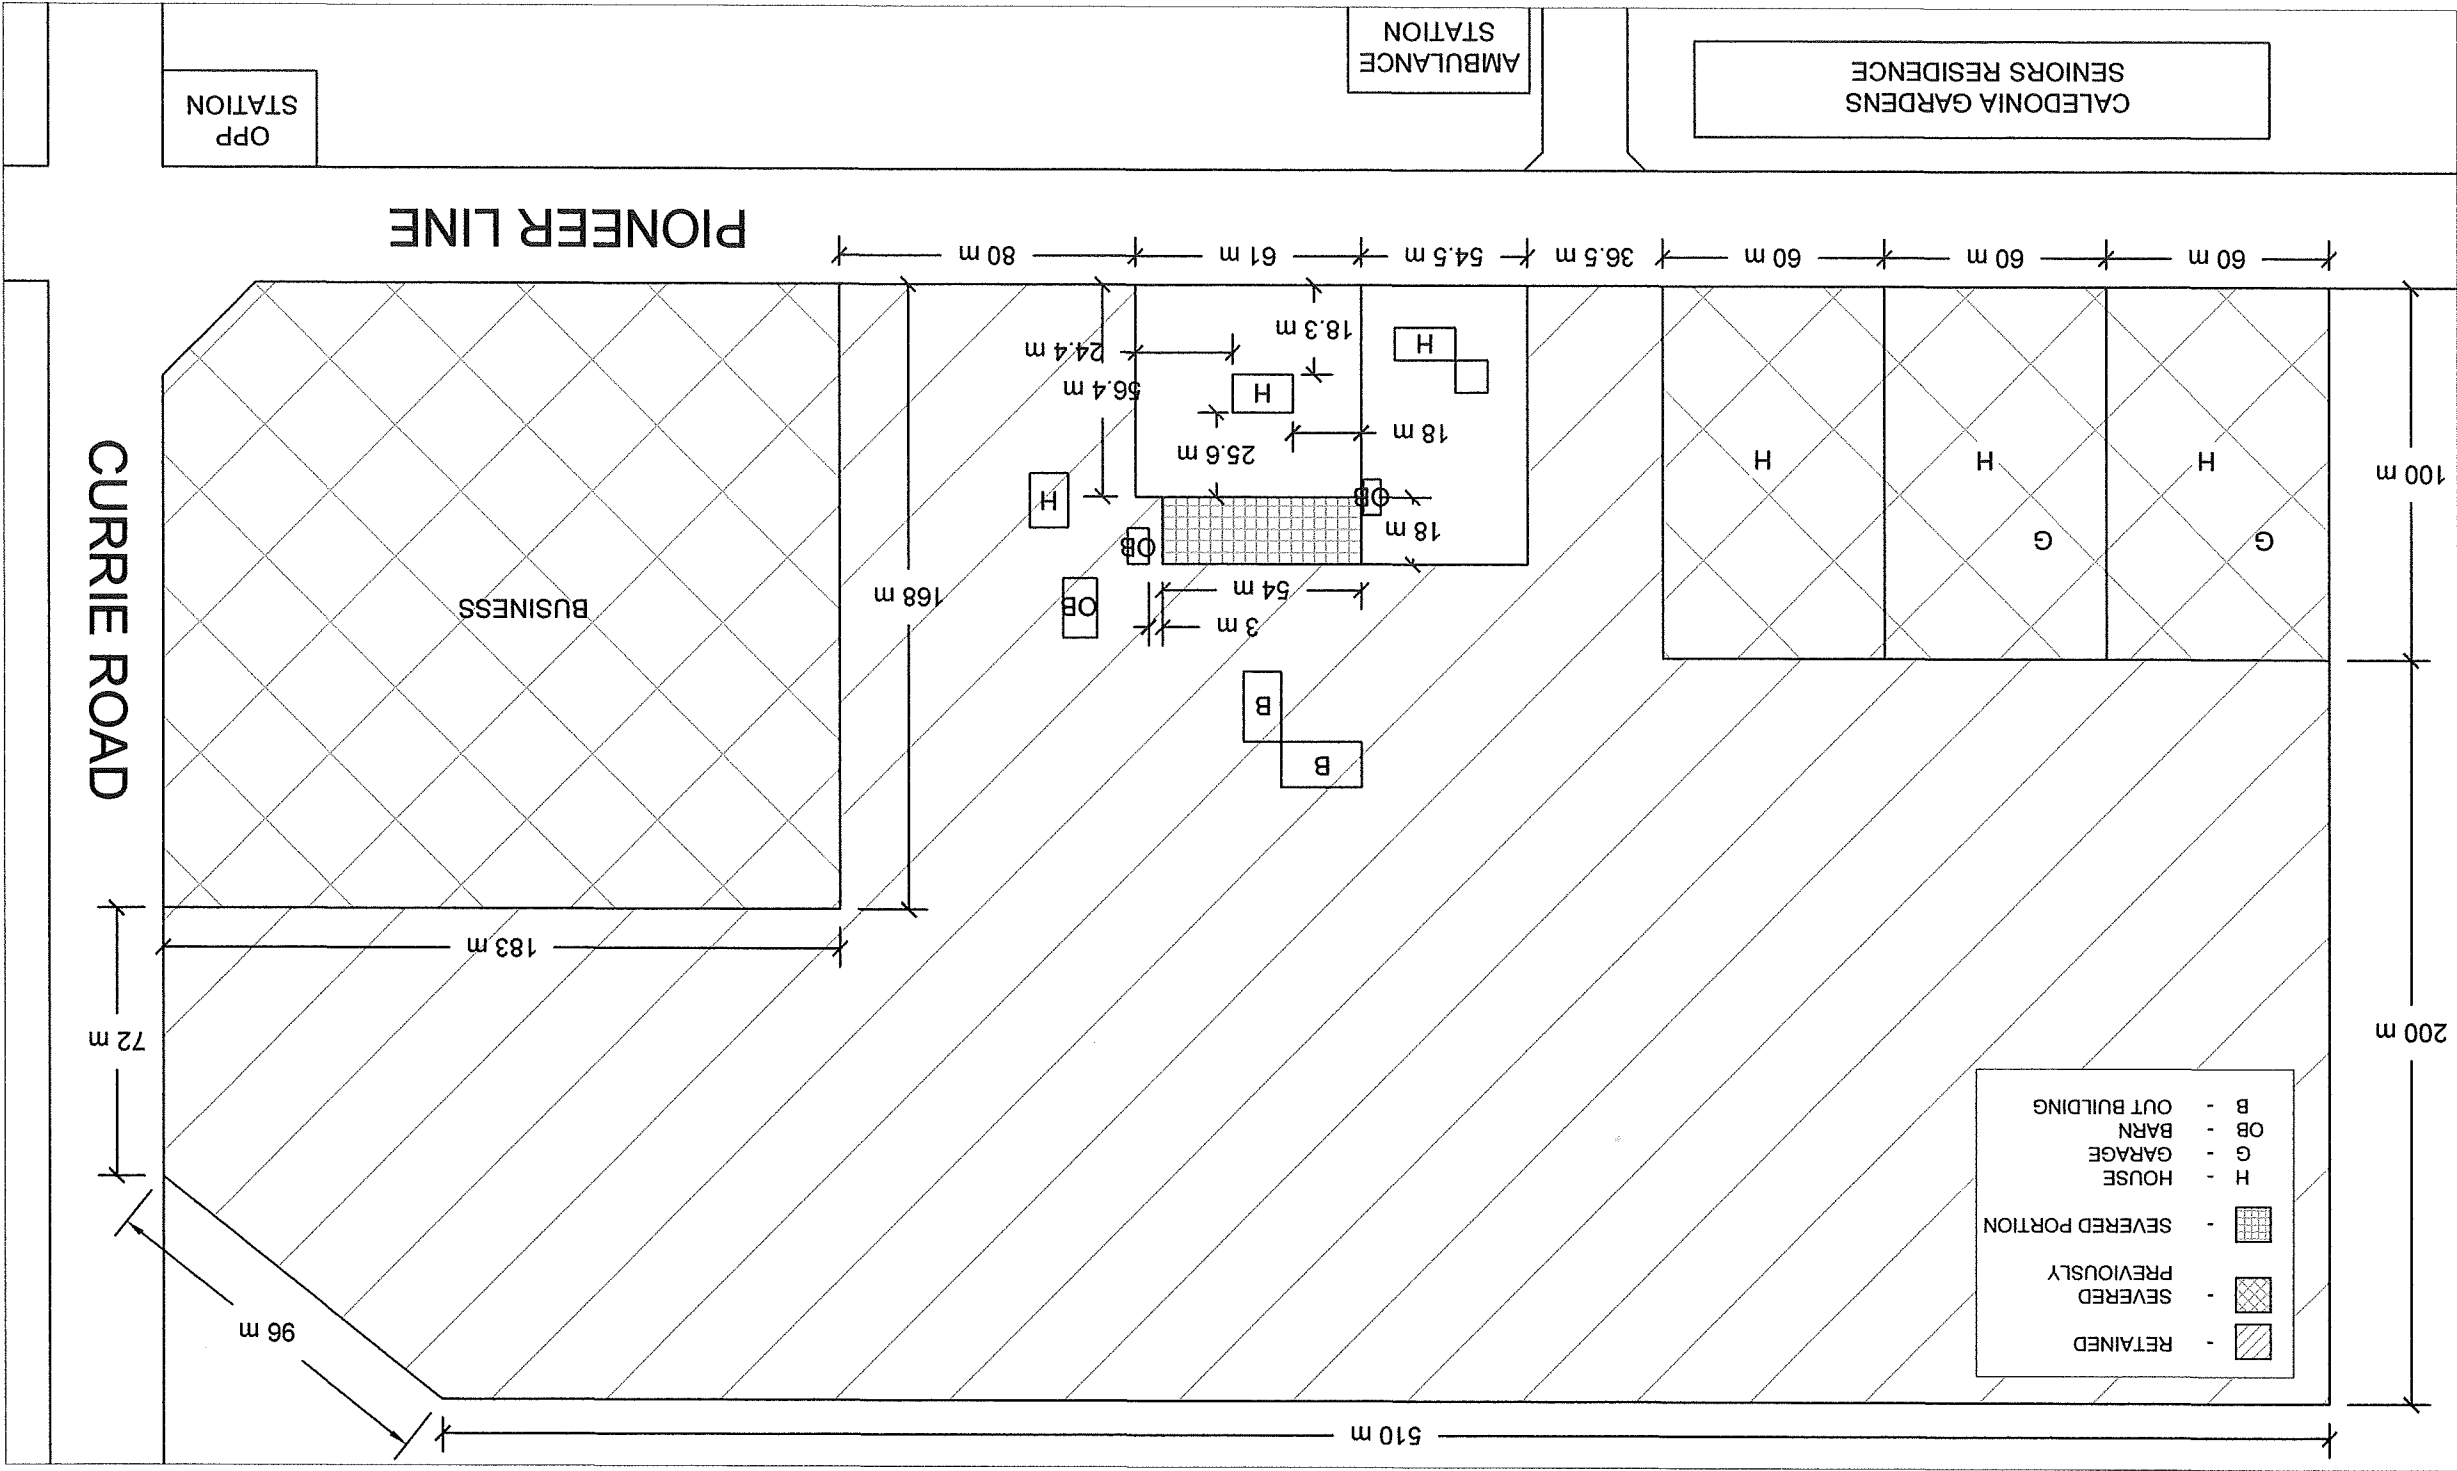 510 m
96 m
RETAINED
SEVERED
PREVIOUSLY
SEVERED PORTION
H - HOUSE
G - GARAGE
OB - BARN
B - OUT BUILDING
200 m
72 m
183 m
B
B
3 m
54 m
168 m
BUSINESS
CURRIE ROAD
OB
OB
H
G
G
18 m
OB
100 m
H
H
H
25.6 m
18 m
H
56.4 m
24.4 m
H
18.3 m
60 m
60 m
60 m
36.5 m
54.5 m
61 m
80 m
PIONEER LINE
CALEDONIA GARDENS
SENIORS RESIDENCE
AMBULANCE
STATION
OPP
STATION